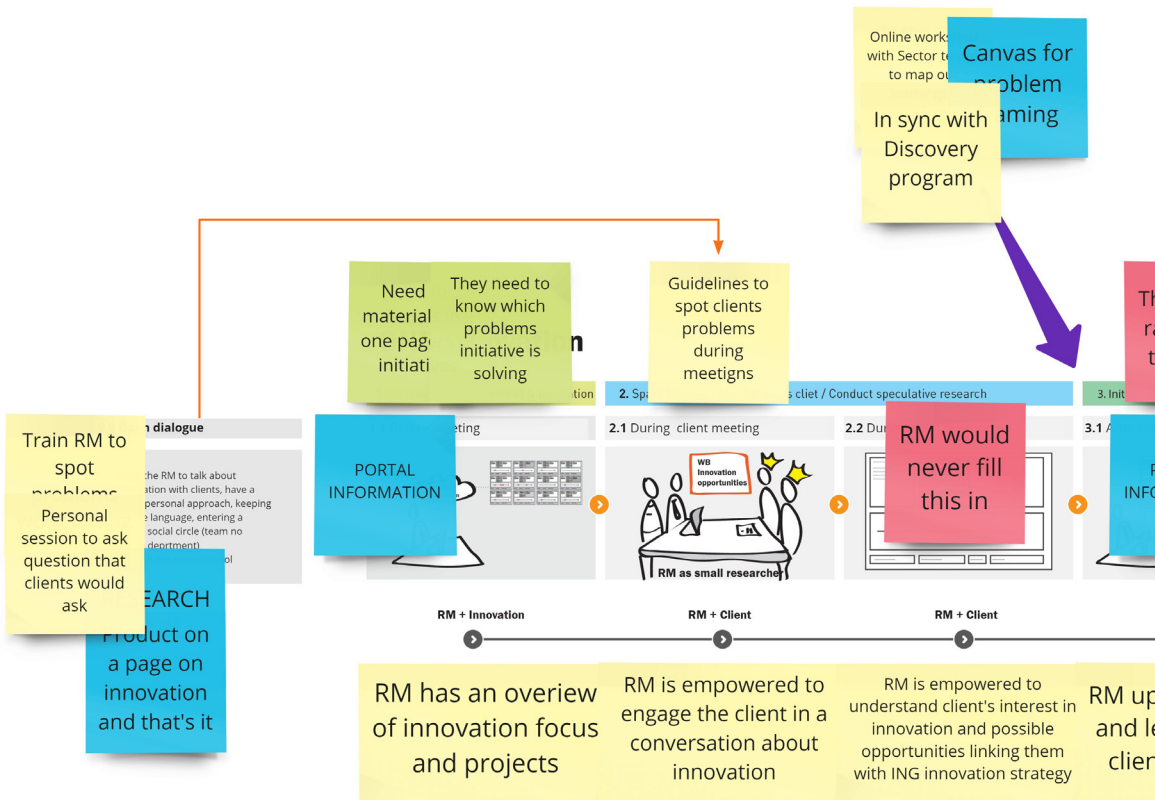 Online works
with Sector te
to map ou
Canvas for
problem
aming
In sync with
Discovery
program
Need
material
one page
initiati
They need to
know which
problems
initiative is
solving
n
Guidelines to
spot clients
problems
during
meetigns
tion
2. Spa
s cliet / Conduct speculative research
3. Init
n dialogue
eting
2.1 During client meeting
2.2 Du
3.1 A
Train RM to
spot
problems
Personal
session to ask
question that
clients would
ask
the RM to talk about
ation with clients, have a
personal approach, keeping
e language, entering a
social circle (team no
deprtment)
ol
EARCH
Product on
a page on
innovation
and that's it
PORTAL
INFORMATION
WB
Innovation
opportunities
RM as small researcher
RM would
never fill
this in
Th
ra
t
P
INFO
RM + Innovation
RM + Client
RM + Client
RM has an overiew
of innovation focus
and projects
RM is empowered to
engage the client in a
conversation about
innovation
RM is empowered to
understand client's interest in
innovation and possible
opportunities linking them
with ING innovation strategy
RM up
and le
clien